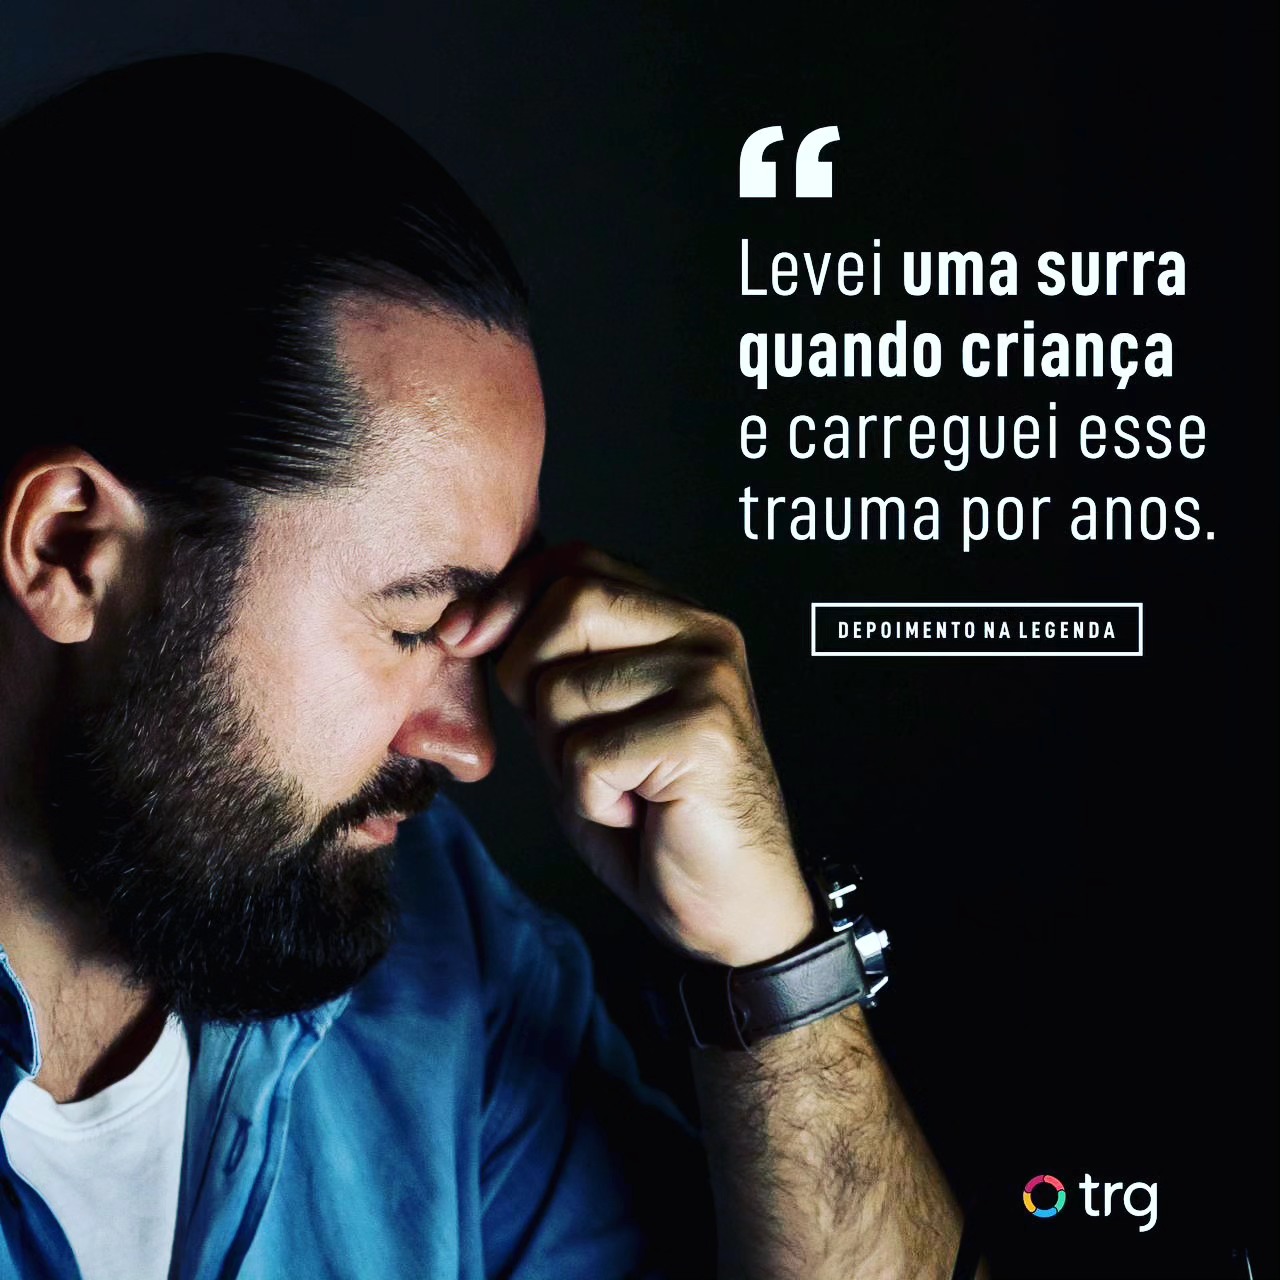 “
Levei uma surra
quando criança
e carreguei esse
trauma por anos.
DEPOIMENTO NA LEGENDA
trg